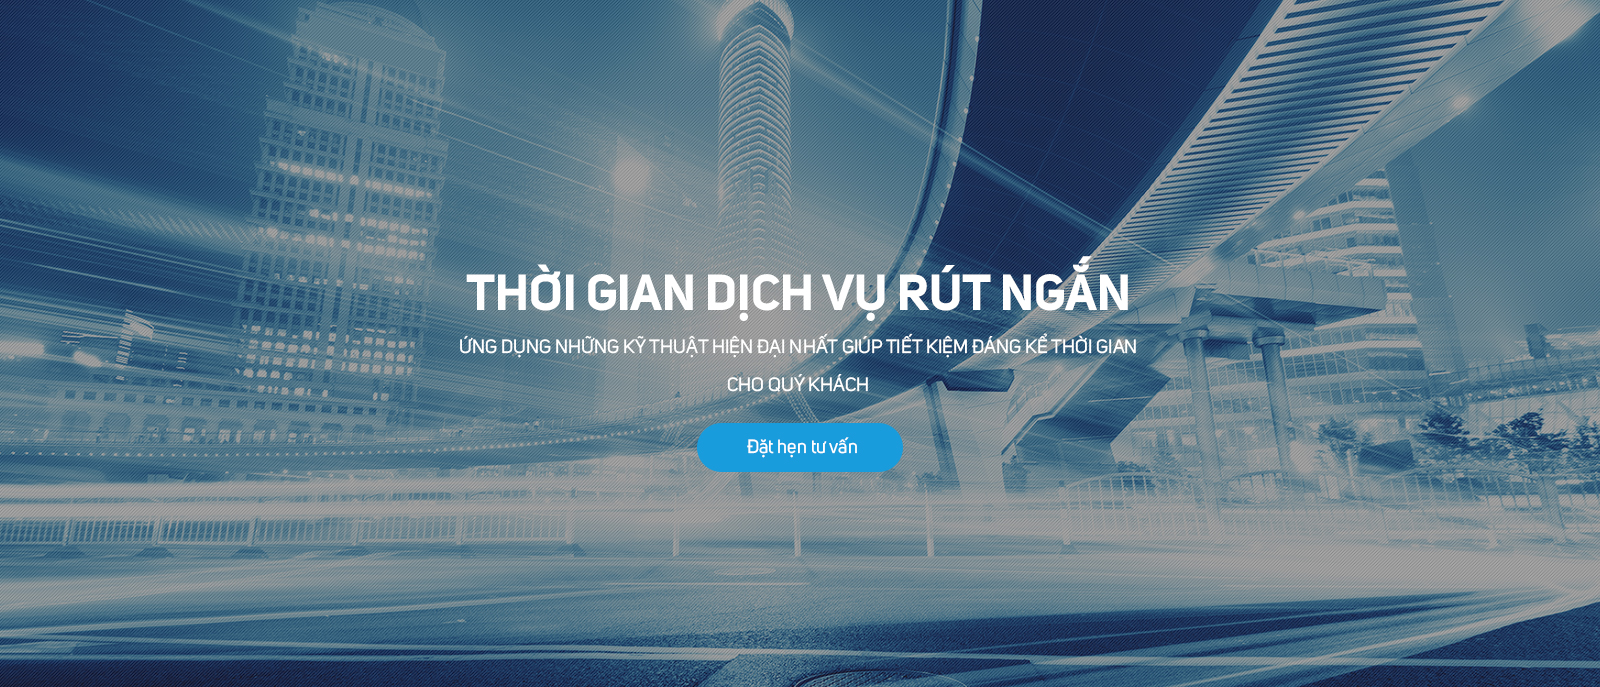 THỜI GIAN DỊCH VỤ RÚT NGẮN
ỨNG DỤNG NHỮNG KỸ THUẬT HIỆN ĐẠI NHẤT GIÚP TIẾT KIỆM ĐÁNG KỂ THỜI GIAN
CHO QUÝ KHÁCH
Đặt hẹn tư vấn